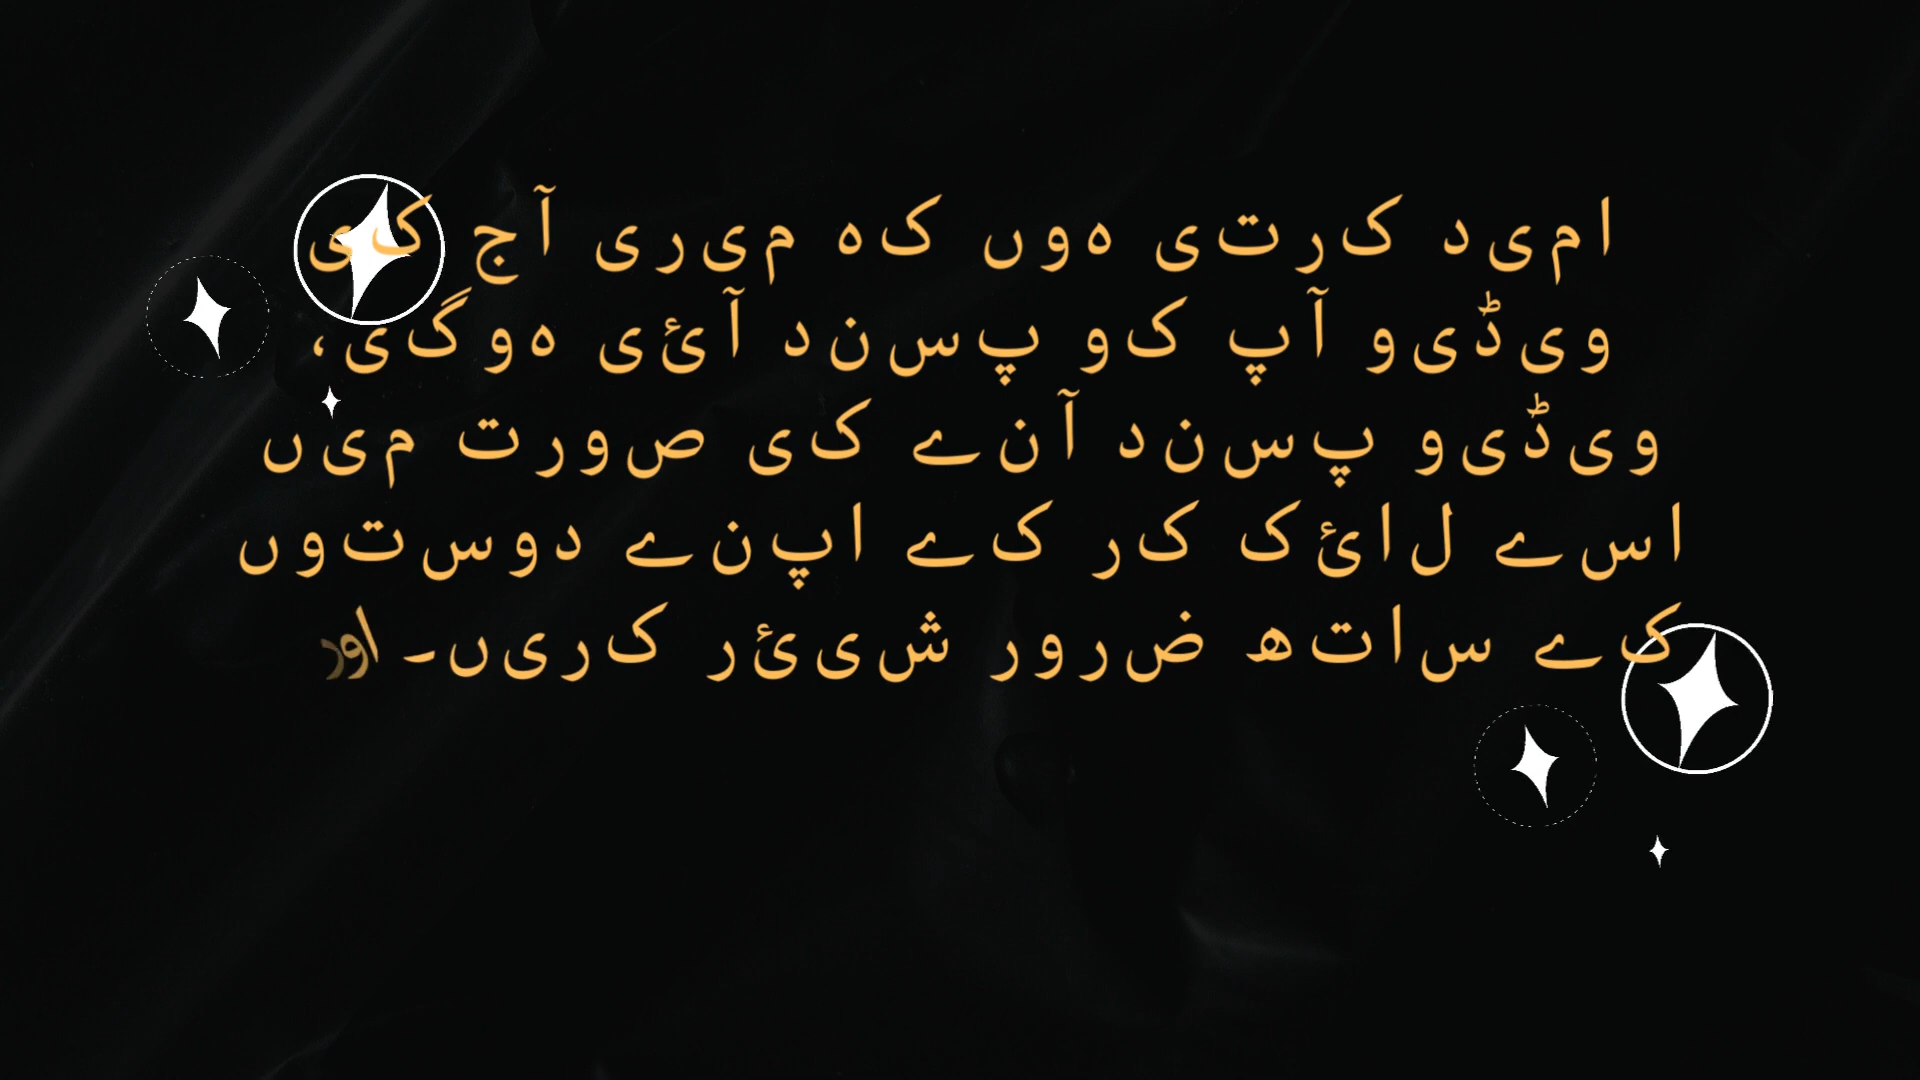 امید کرتی ہوں کہ میری آج کی
ویڈیو آپ کو پسند آئی ہوگی،
ویڈیو پسند آنے کی صورت میں
اسے لائک کر کے اپنے دوستوں
کے ساتھ ضرور شیئر کریں۔ اور